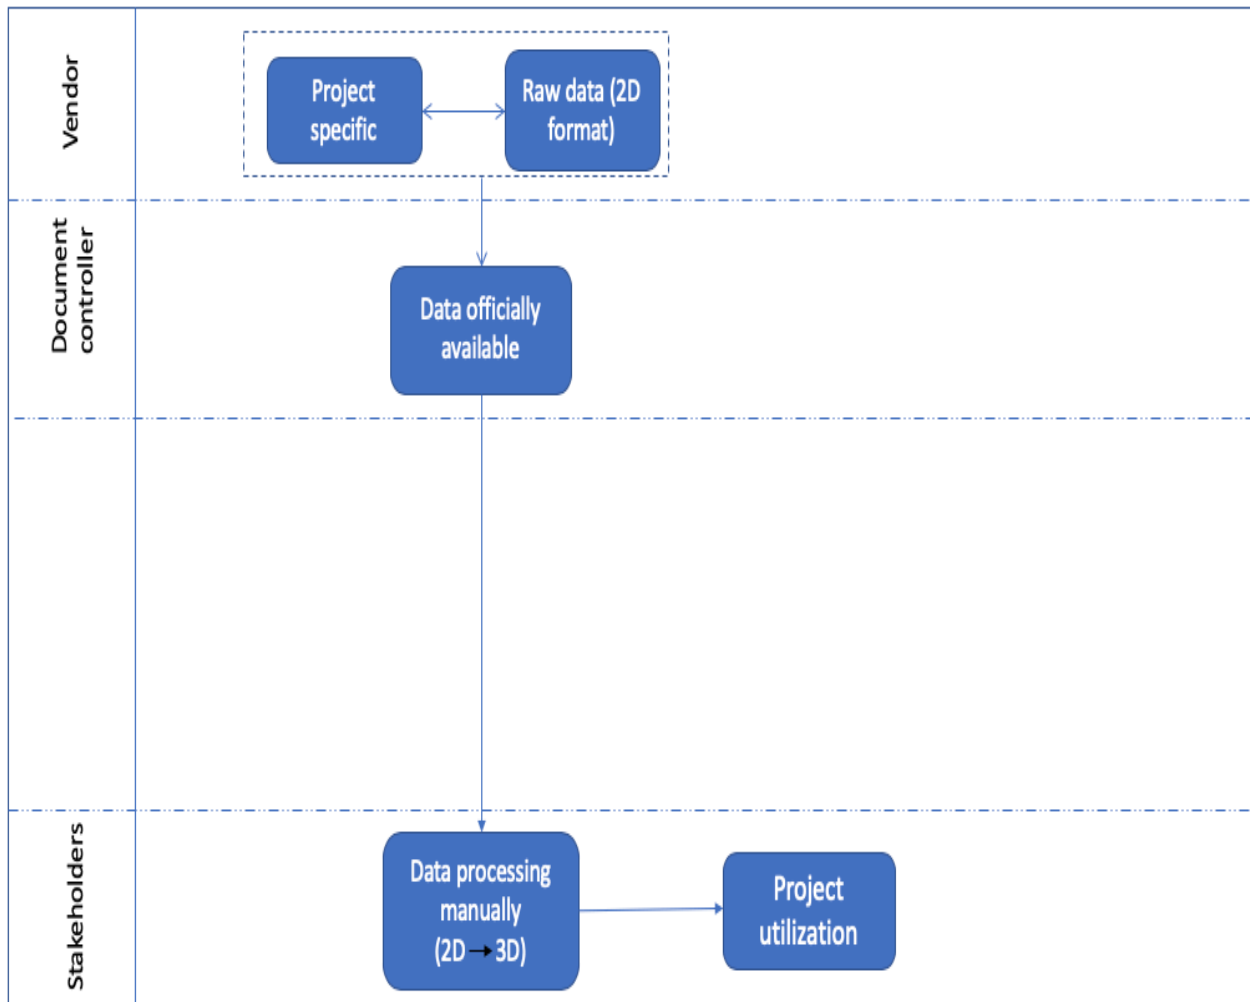 Vendor
Project
specific
Raw data (2D
format)
Document
controller
Data officially
available
Stakeholders
Data processing
manually
(2D → 3D)
Project
utilization